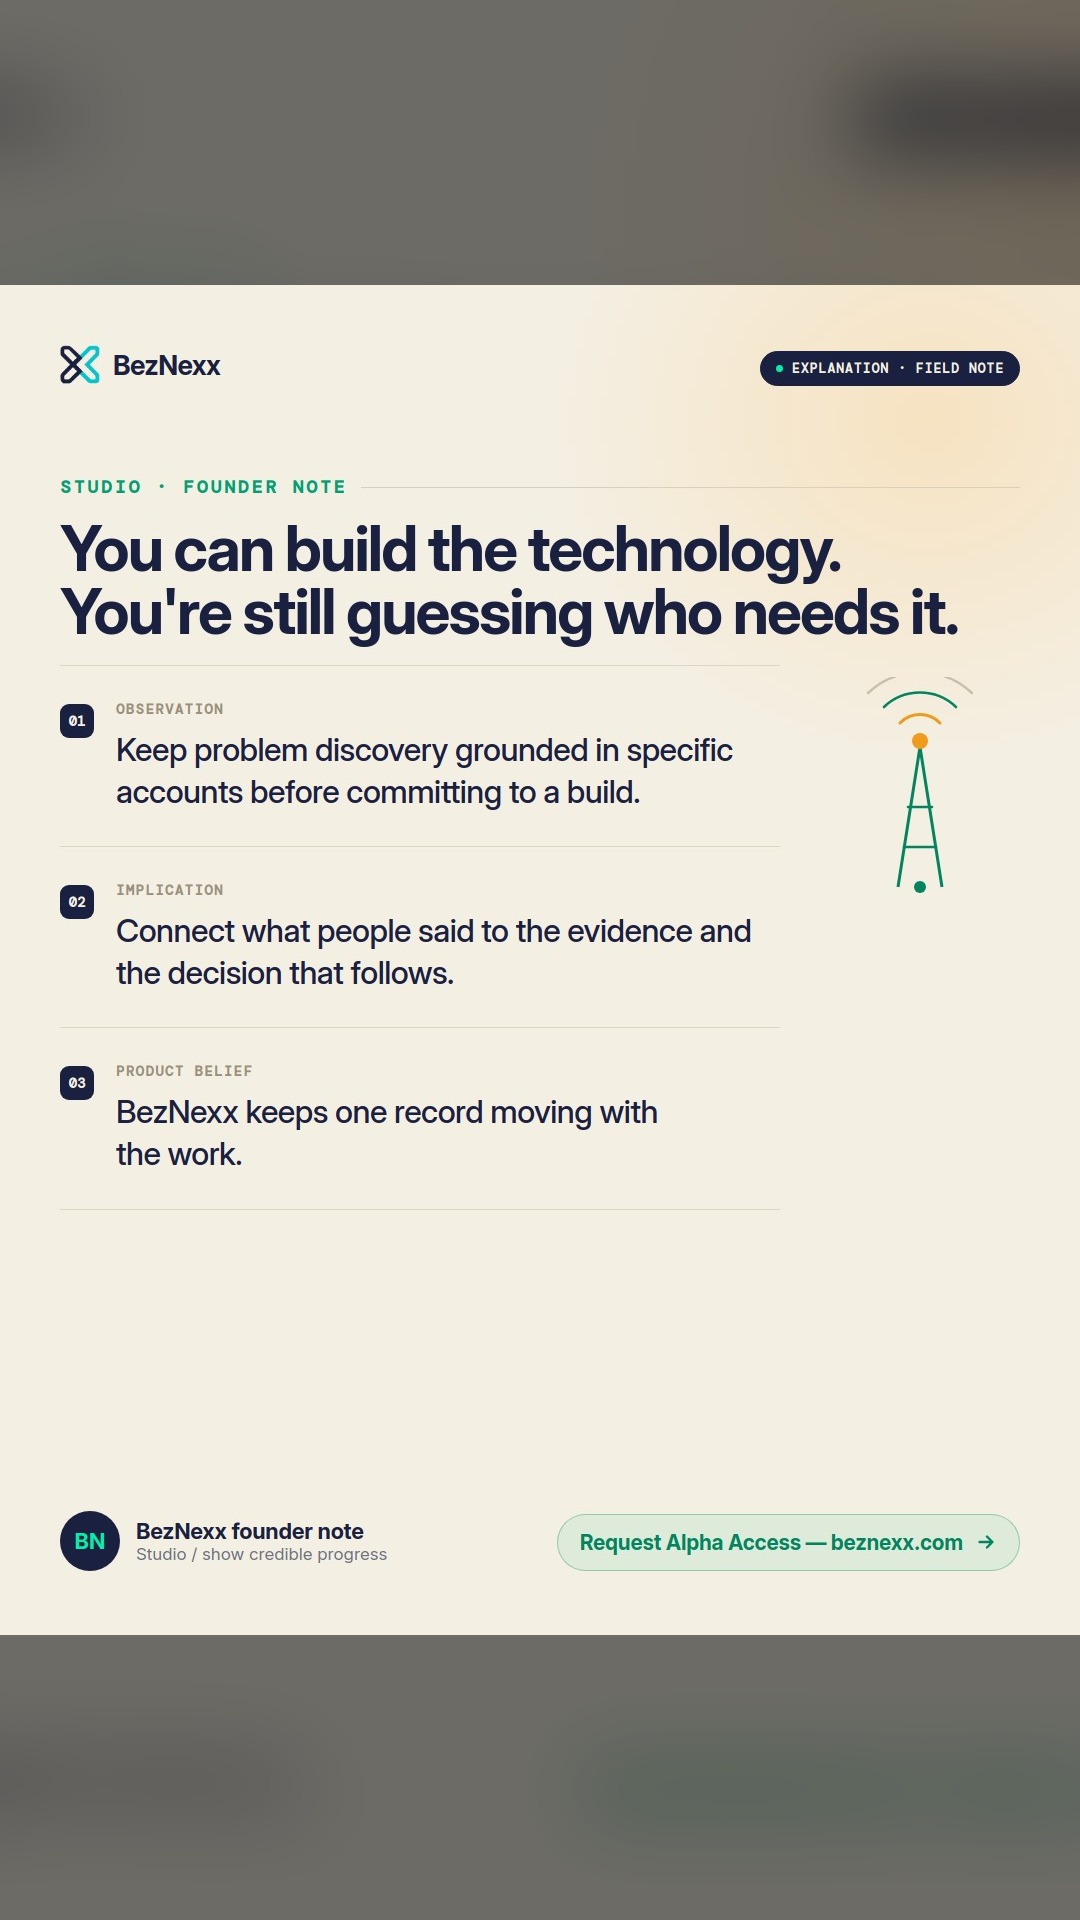 BezNexx
EXPLANATION · FIELD NOTE
STUDIO · FOUNDER NOTE
You can build the technology.
You're still guessing who needs it.
01
OBSERVATION
Keep problem discovery grounded in specific
accounts before committing to a build.
02
IMPLICATION
Connect what people said to the evidence and
the decision that follows.
03
PRODUCT BELIEF
BezNexx keeps one record moving with
the work.
BN
BezNexx founder note
Studio / show credible progress
Request Alpha Access — beznexx.com →